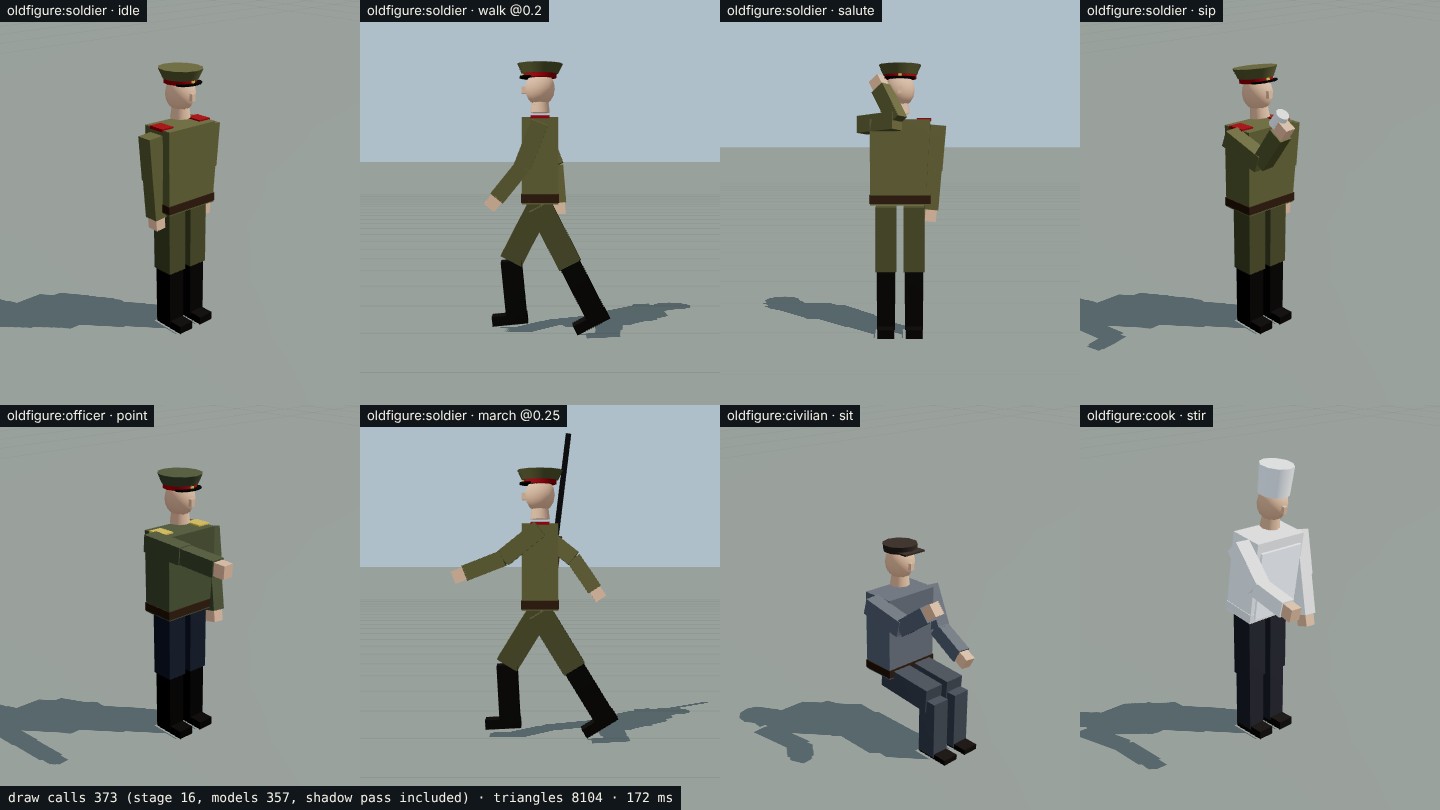 oldfigure:soldier · idle
oldfigure:soldier · walk @0.2
oldfigure:soldier · salute
oldfigure:soldier · sip
oldfigure:officer · point
oldfigure:soldier · march @0.25
oldfigure:civilian · sit
oldfigure:cook · stir
draw calls 373 (stage 16, models 357, shadow pass included) · triangles 8104 · 172 ms